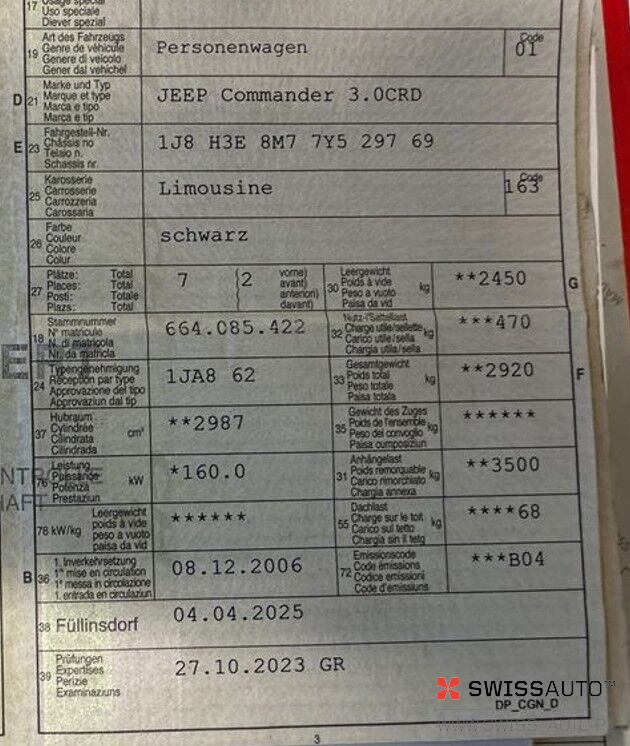 17 Usage spécial
Uso speciale
Diever spezial
19 Art des Fahrzeugs
Genre de véhicule
Genere di veicolo
Gener dal vehichel
Personenwagen
Code
01
D 21 Marke und Typ
Marque et type
Marca e tipo
Marca e tip
JEEP Commander 3.0CRD
E 23 Fahrgestell-Nr.
Châssis no
Telaio n.
Schassis nr.
1J8 H3E 8M7 7Y5 297 69
25 Karosserie
Carrosserie
Carrozzeria
Carossaria
Limousine
Code
163
26 Farbe
Couleur
Colore
Colur
schwarz
27 Plätze: Total
Places: Total
Posti: Totale
Plazs: Total
7
2
vorne)
avant)
anteriori)
davant)
30 Leergewicht
Poids à vide
Peso a vuoto
Paisa da vid
kg
**2450
G
18 Stammnummer
N° matricule
N. di matricola
Nr. da matricla
664.085.422
32 Nutz-/Sattellast
Charge utile/sellette
Carico utile/sella
Chargia utila/sella
kg
***470
24 Typengenehmigung
Réception par type
Approvazione del tipo
Approvaziun dal tip
1JA8 62
33 Gesamtgewicht
Poids total
Peso totale
Paisa totala
kg
**2920
F
37 Hubraum
Cylindrée
Cilindrata
Cilindrada
cm³
**2987
35 Gewicht des Zuges
Poids de l'ensemble
Peso del convoglio
Paisa cumposiziun
kg
******
76 Leistung
Puissance
Potenza
Prestaziun
kW
*160.0
31 Anhängelast
Poids remorquable
Carico rimorchiato
Chargia annexa
kg
**3500
78 kW/kg
Leergewicht
poids à vide
peso a vuoto
paisa da vid
******
55 Dachlast
Charge sur le toit
Carico sul tetto
Chargia sin il tetg
kg
****68
B 36 1. Inverkehrsetzung
1re mise en circulation
1a messa in circolazione
1. entrada en circulaziun
08.12.2006
72 Emissionscode
Code émissions
Codice emissioni
Code d'emissiuns
***B04
38 Füllinsdorf
04.04.2025
39 Prüfungen
Expertises
Perizie
Examinaziuns
27.10.2023 GR
SWISSAUTO™
DP_CGN_D
3